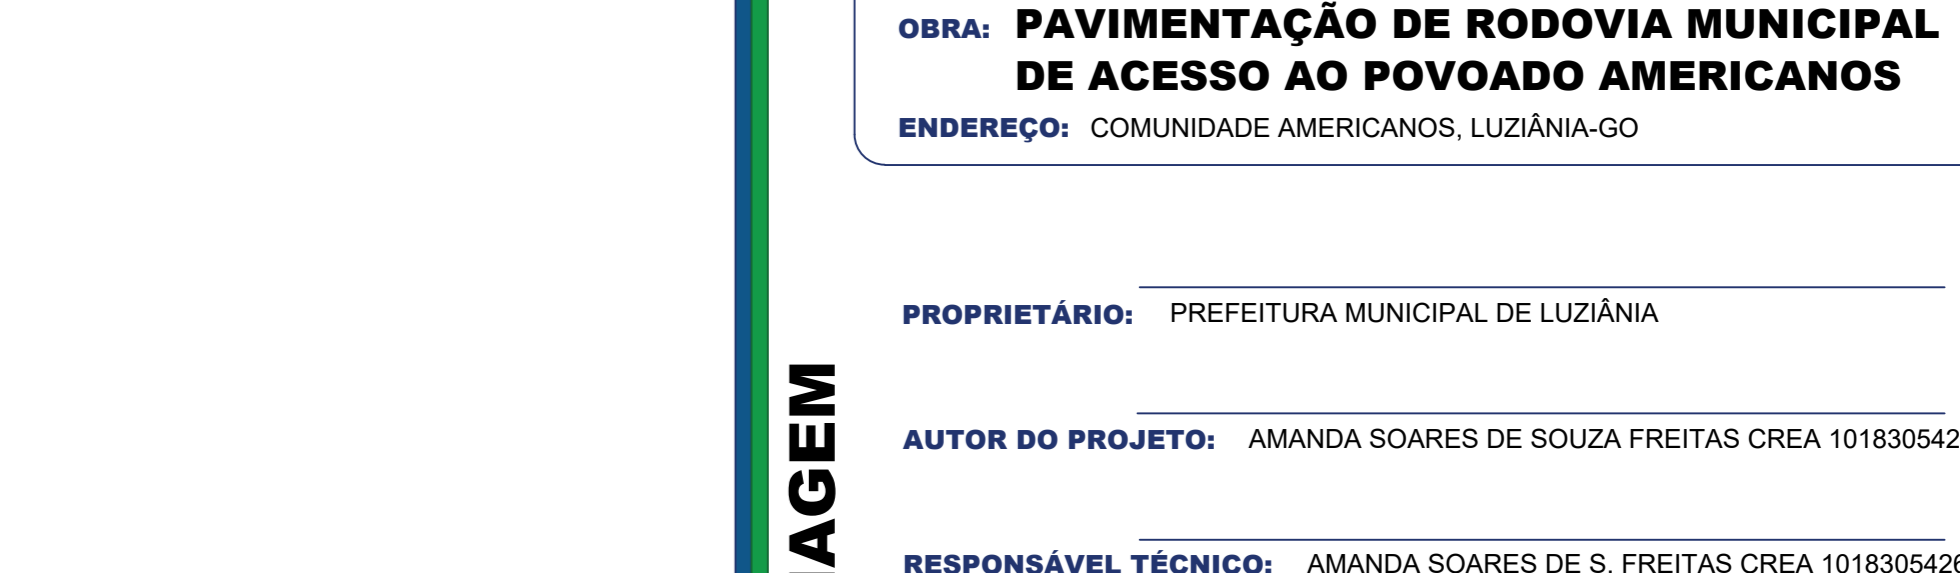 OBRA: PAVIMENTAÇÃO DE RODOVIA MUNICIPAL
DE ACESSO AO POVOADO AMERICANOS
ENDEREÇO: COMUNIDADE AMERICANOS, LUZIÂNIA-GO
PROPRIETÁRIO: PREFEITURA MUNICIPAL DE LUZIÂNIA
AUTOR DO PROJETO: AMANDA SOARES DE SOUZA FREITAS CREA 101830542
RESPONSÁVEL TÉCNICO: AMANDA SOARES DE S. FREITAS CREA 1018305426
AGEM